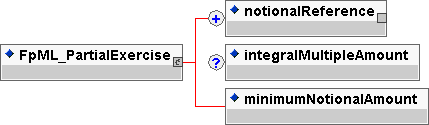 notionalReference
+
FpML_PartialExercise
e
?
integralMultipleAmount
minimumNotionalAmount